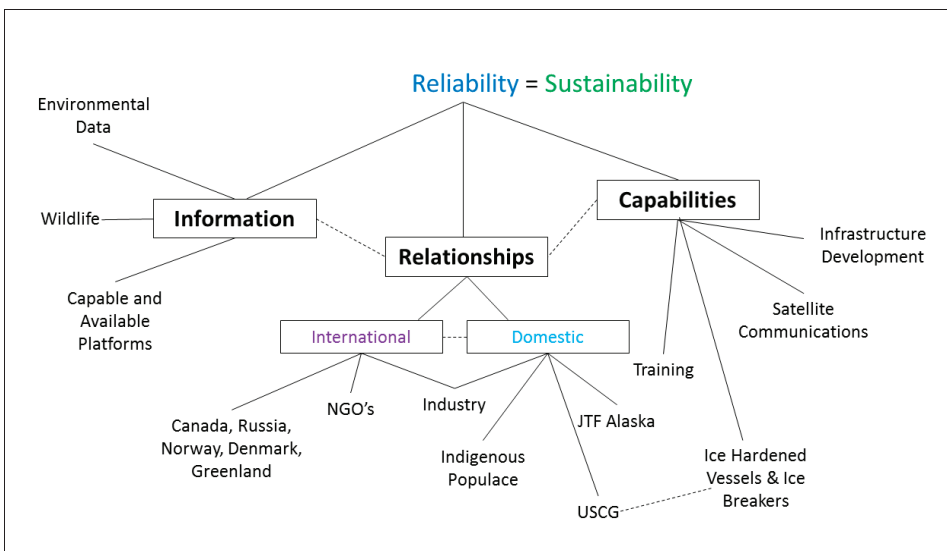 Reliability = Sustainability
Environmental
Data
Wildlife
Information
Capable and
Available
Platforms
Relationships
Capabilities
Infrastructure
Development
Satellite
Communications
Training
Ice Hardened
Vessels & Ice
Breakers
International
Domestic
Canada, Russia,
Norway, Denmark,
Greenland
NGO's
Industry
Indigenous
Populace
JTF Alaska
USCG